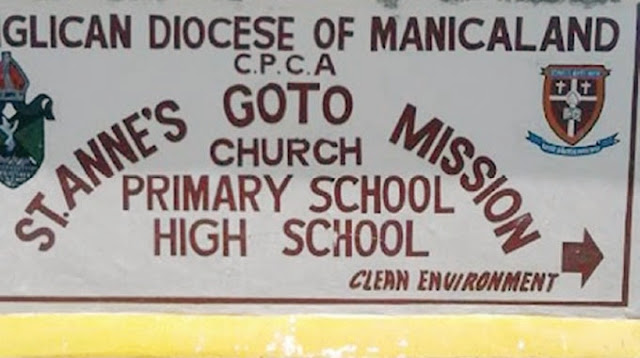 GLICAN DIOCESE OF MANICALAND
C.P.C.A
ST. ANNE'S GOTO MISSION
CHURCH
PRIMARY SCHOOL
HIGH SCHOOL
CLEAN ENVIRONMENT